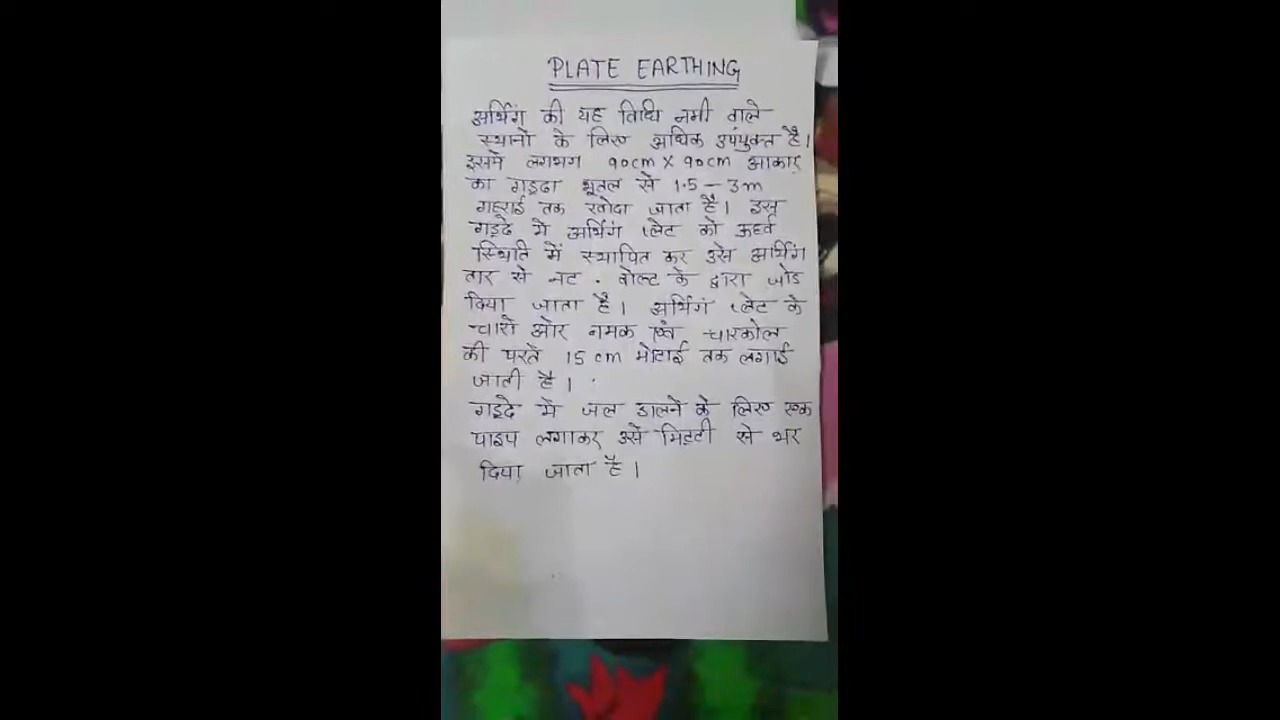 PLATE EARTHING
अर्थिंग की यह विधि नमी वाले
स्थानों के लिए अधिक उपयुक्त है।
इसमें लगभग 90cm X 90cm आकार
का गड्ढा भूतल से 1.5 - 3m
गहराई तक खोदा जाता है। इस
गड्ढे में अर्थिंग प्लेट को ऊर्ध्व
स्थिति में स्थापित कर उसे अर्थिंग
तार से नट - बोल्ट के द्वारा जोड
दिया जाता है। अर्थिंग प्लेट के
चारों ओर नमक एवं चारकोल
की परतें 15 cm मोटाई तक लगाई
जाती है।
गड्ढे में जल डालने के लिए एक
पाइप लगाकर उसे मिट्टी से भर
दिया जाता है।